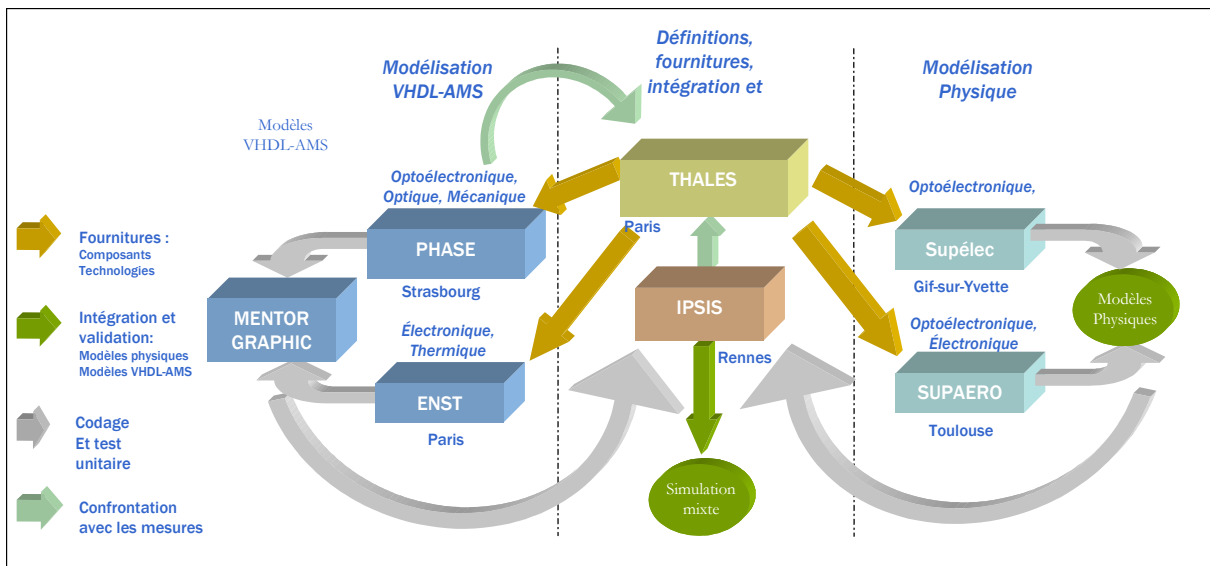 Définitions,
fournitures,
intégration et
Modélisation
VHDL-AMS
Modélisation
Physique
Modèles
VHDL-AMS
THALES
Paris
Optoélectronique,
Optique, Mécanique
PHASE
Strasbourg
Optoélectronique,
Supélec
Gif-sur-Yvette
Fournitures :
Composants
Technologies
MENTOR
GRAPHIC
IPSIS
Rennes
Modèles
Physiques
Électronique,
Thermique
ENST
Paris
Optoélectronique,
Électronique
SUPAERO
Toulouse
Intégration et
validation:
Modèles physiques
Modèles VHDL-AMS
Codage
Et test
unitaire
Simulation
mixte
Confrontation
avec les mesures